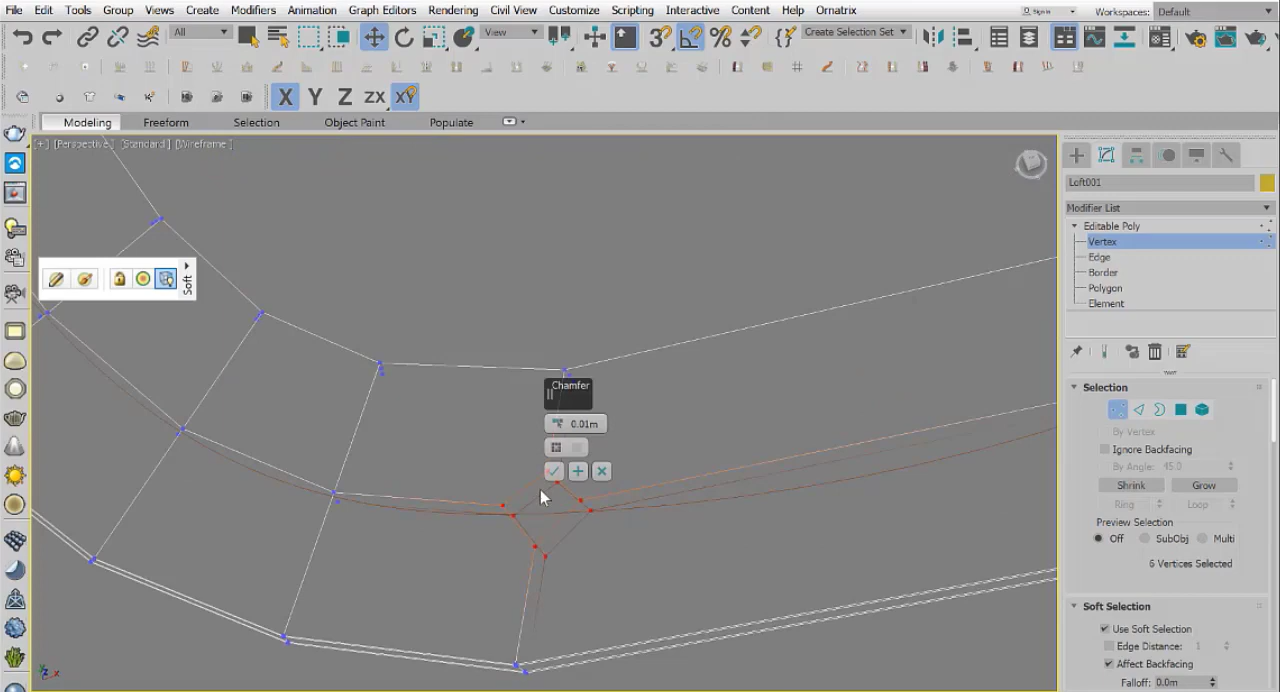 File Edit Tools Group Views Create Modifiers Animation Graph Editors Rendering Civil View Customize Scripting Interactive Content Help Ornatrix Workspaces: Default
All View Create Selection Set
X Y Z ZX XY
Modeling Freeform Selection Object Paint Populate
[+] [Perspective ] [Standard ] [Wireframe ]
Loft001
Modifier List
Editable Poly
Vertex
Edge
Border
Polygon
Element
Soft
Chamfer
0.01m
Selection
By Vertex
Ignore Backfacing
By Angle: 45.0
Shrink Grow
Ring Loop
Preview Selection
Off SubObj Multi
6 Vertices Selected
Soft Selection
Use Soft Selection
Edge Distance: 1
Affect Backfacing
Falloff: 0.0m
z x